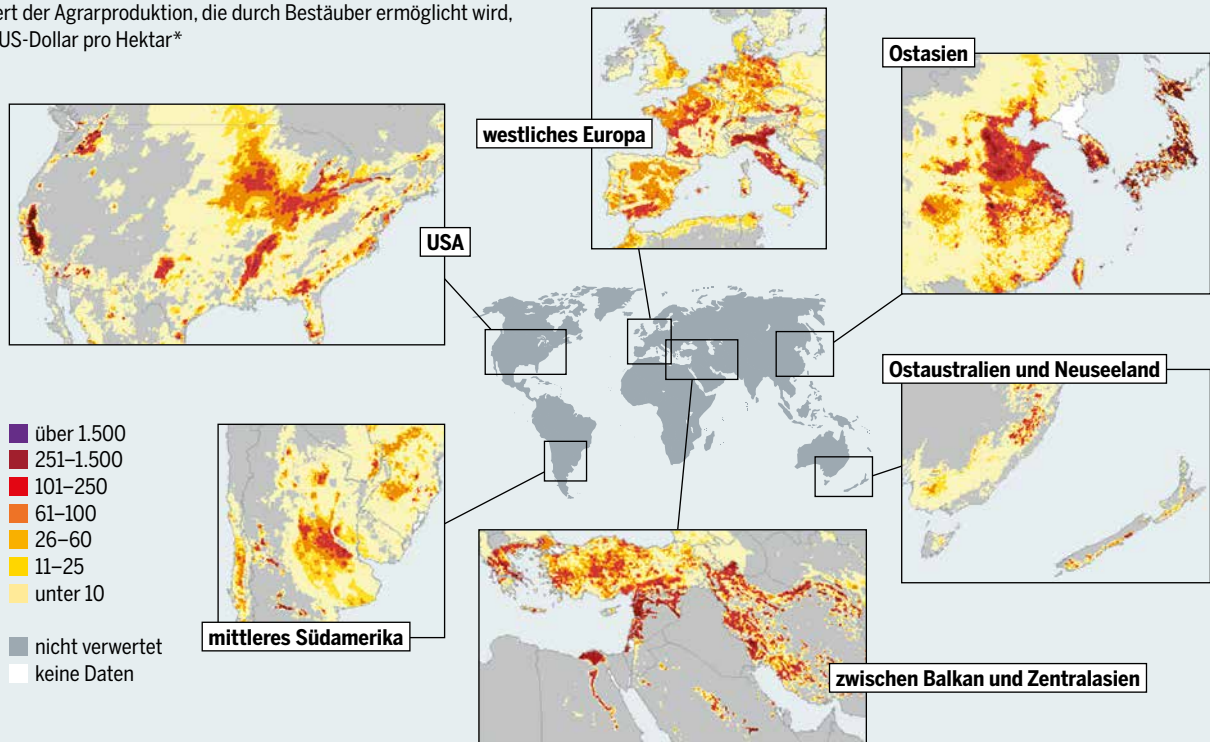 ert der Agrarproduktion, die durch Bestäuber ermöglicht wird,
US-Dollar pro Hektar*
Ostasien
westliches Europa
USA
Ostaustralien und Neuseeland
über 1.500
251–1.500
101–250
61–100
26–60
11–25
unter 10
nicht verwertet
keine Daten
mittleres Südamerika
zwischen Balkan und Zentralasien